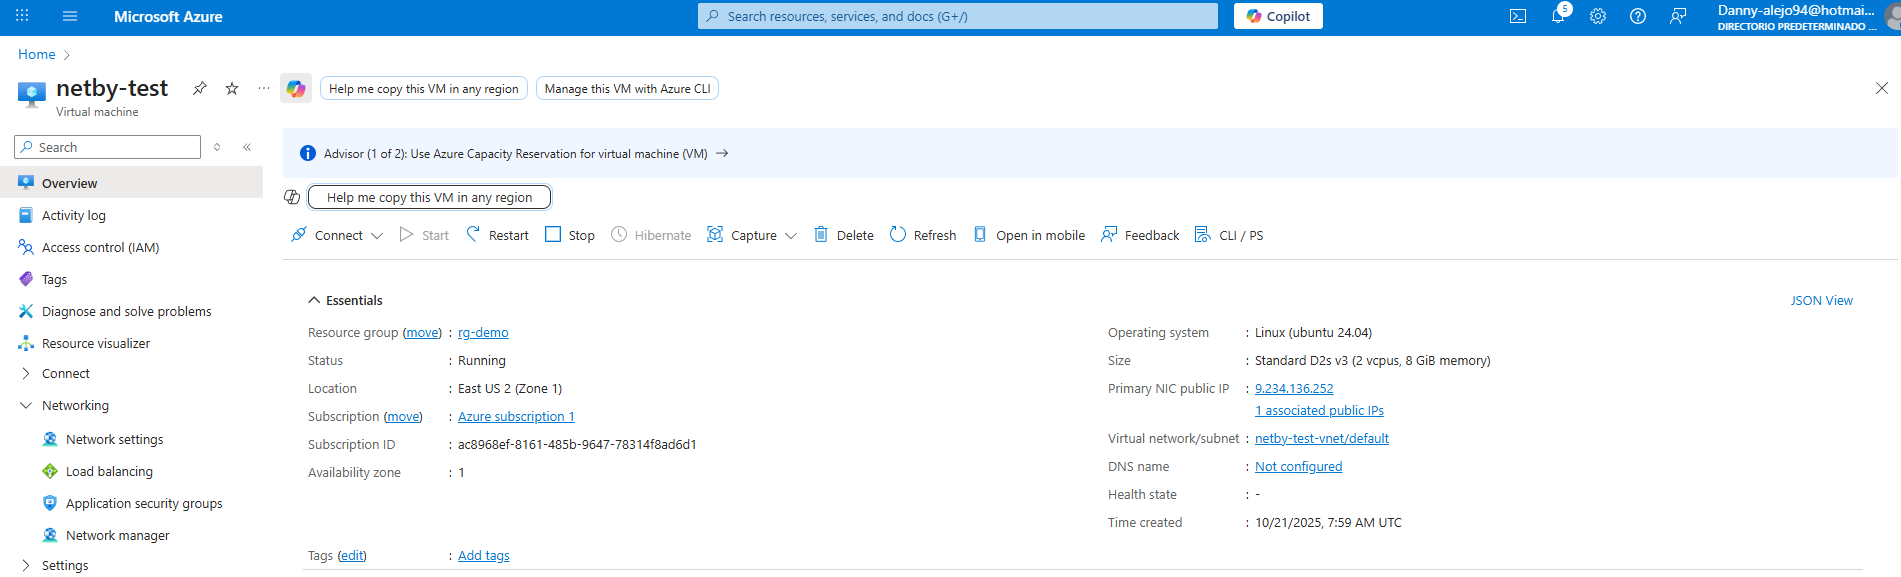 Microsoft Azure
Search resources, services, and docs (G+/)
Copilot
5
Danny-alejo94@hotmai...
DIRECTORIO PREDETERMINADO ...
Home
netby-test
Virtual machine
Help me copy this VM in any region
Manage this VM with Azure CLI
Search
Advisor (1 of 2): Use Azure Capacity Reservation for virtual machine (VM) →
Help me copy this VM in any region
Connect
Start
Restart
Stop
Hibernate
Capture
Delete
Refresh
Open in mobile
Feedback
CLI / PS
Overview
Activity log
Access control (IAM)
Tags
Diagnose and solve problems
Resource visualizer
Connect
Networking
Network settings
Load balancing
Application security groups
Network manager
Settings
Essentials
JSON View
Resource group (move) : rg-demo
Status : Running
Location : East US 2 (Zone 1)
Subscription (move) : Azure subscription 1
Subscription ID : ac8968ef-8161-485b-9647-78314f8ad6d1
Availability zone : 1
Operating system : Linux (ubuntu 24.04)
Size : Standard D2s v3 (2 vcpus, 8 GiB memory)
Primary NIC public IP : 9.234.136.252
1 associated public IPs
Virtual network/subnet : netby-test-vnet/default
DNS name : Not configured
Health state : -
Time created : 10/21/2025, 7:59 AM UTC
Tags (edit) : Add tags